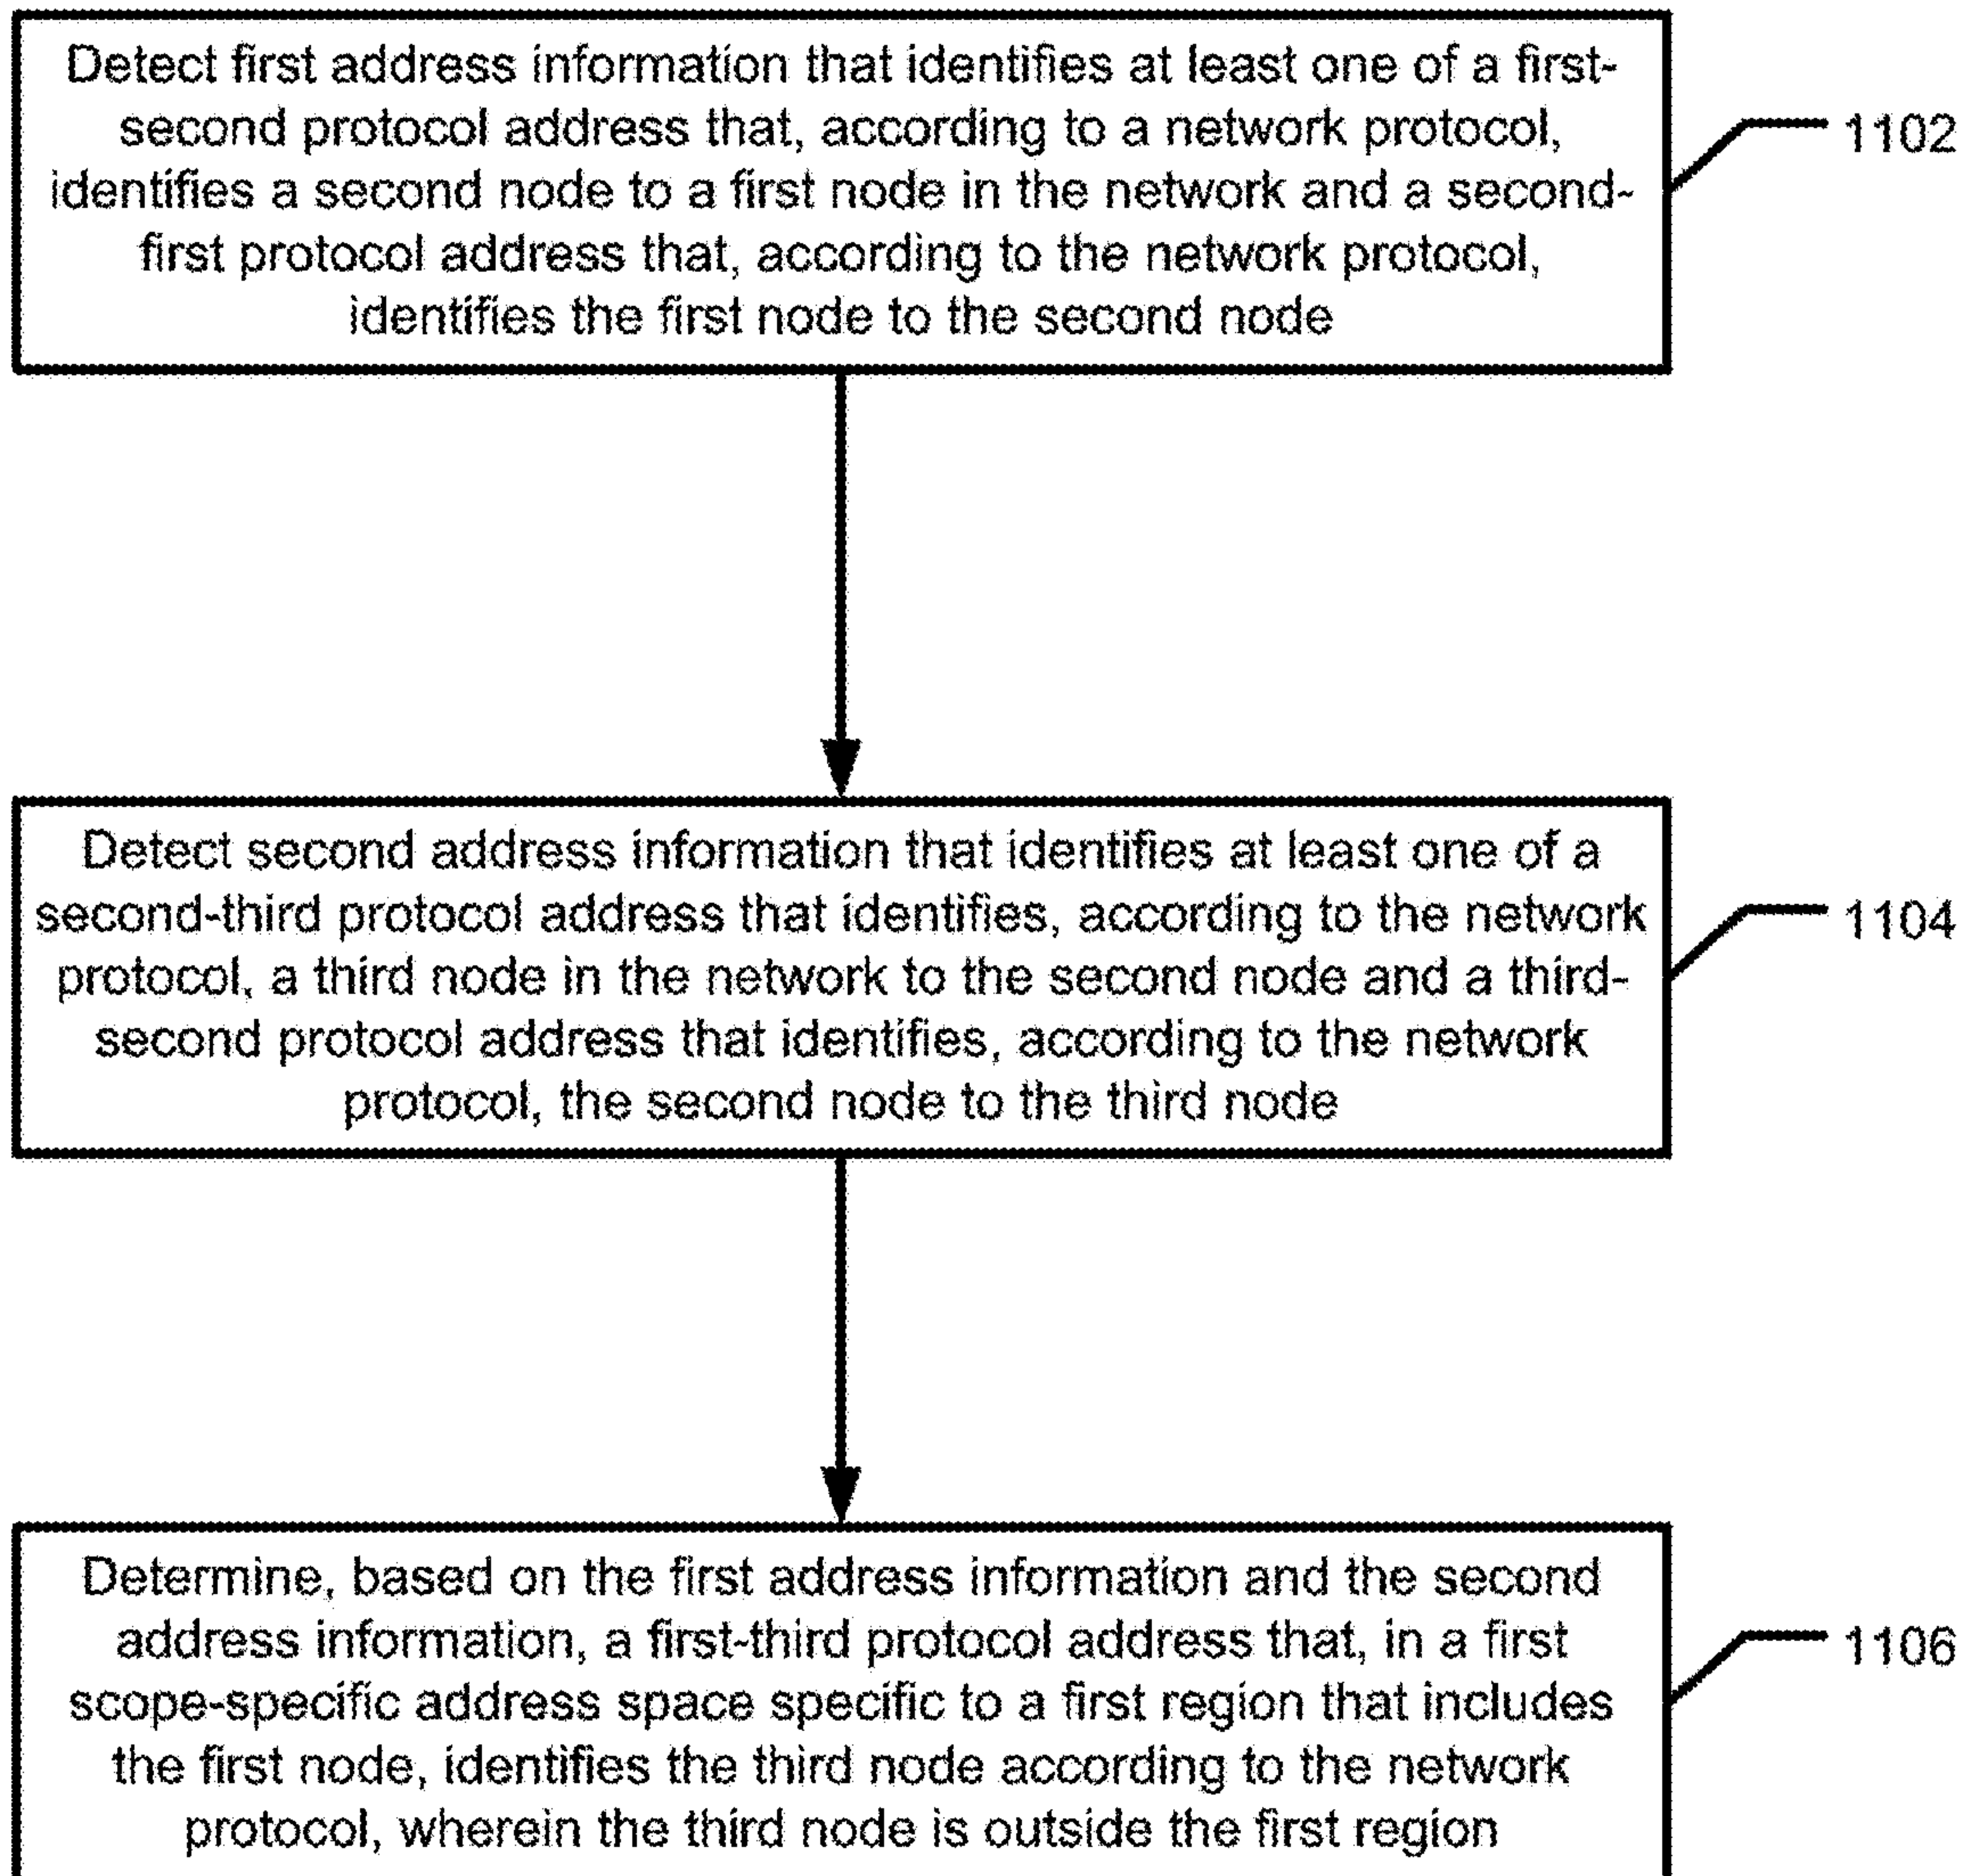 Detect first address information that identifies at least one of a first-
second protocol address that, according to a network protocol,
identifies a second node to a first node in the network and a second-
first protocol address that, according to the network protocol,
identifies the first node to the second node
1102
Detect second address information that identifies at least one of a
second-third protocol address that identifies, according to the network
protocol, a third node in the network to the second node and a third-
second protocol address that identifies, according to the network
protocol, the second node to the third node
1104
Determine, based on the first address information and the second
address information, a first-third protocol address that, in a first
scope-specific address space specific to a first region that includes
the first node, identifies the third node according to the network
protocol, wherein the third node is outside the first region
1106